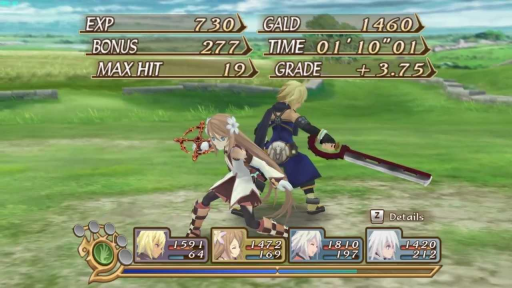 EXP 730 GALD 1460
BONUS 277 TIME 01'10"01
MAX HIT 19 GRADE +3.75
Z Details
1591 1472 1810 1420
64 169 197 212